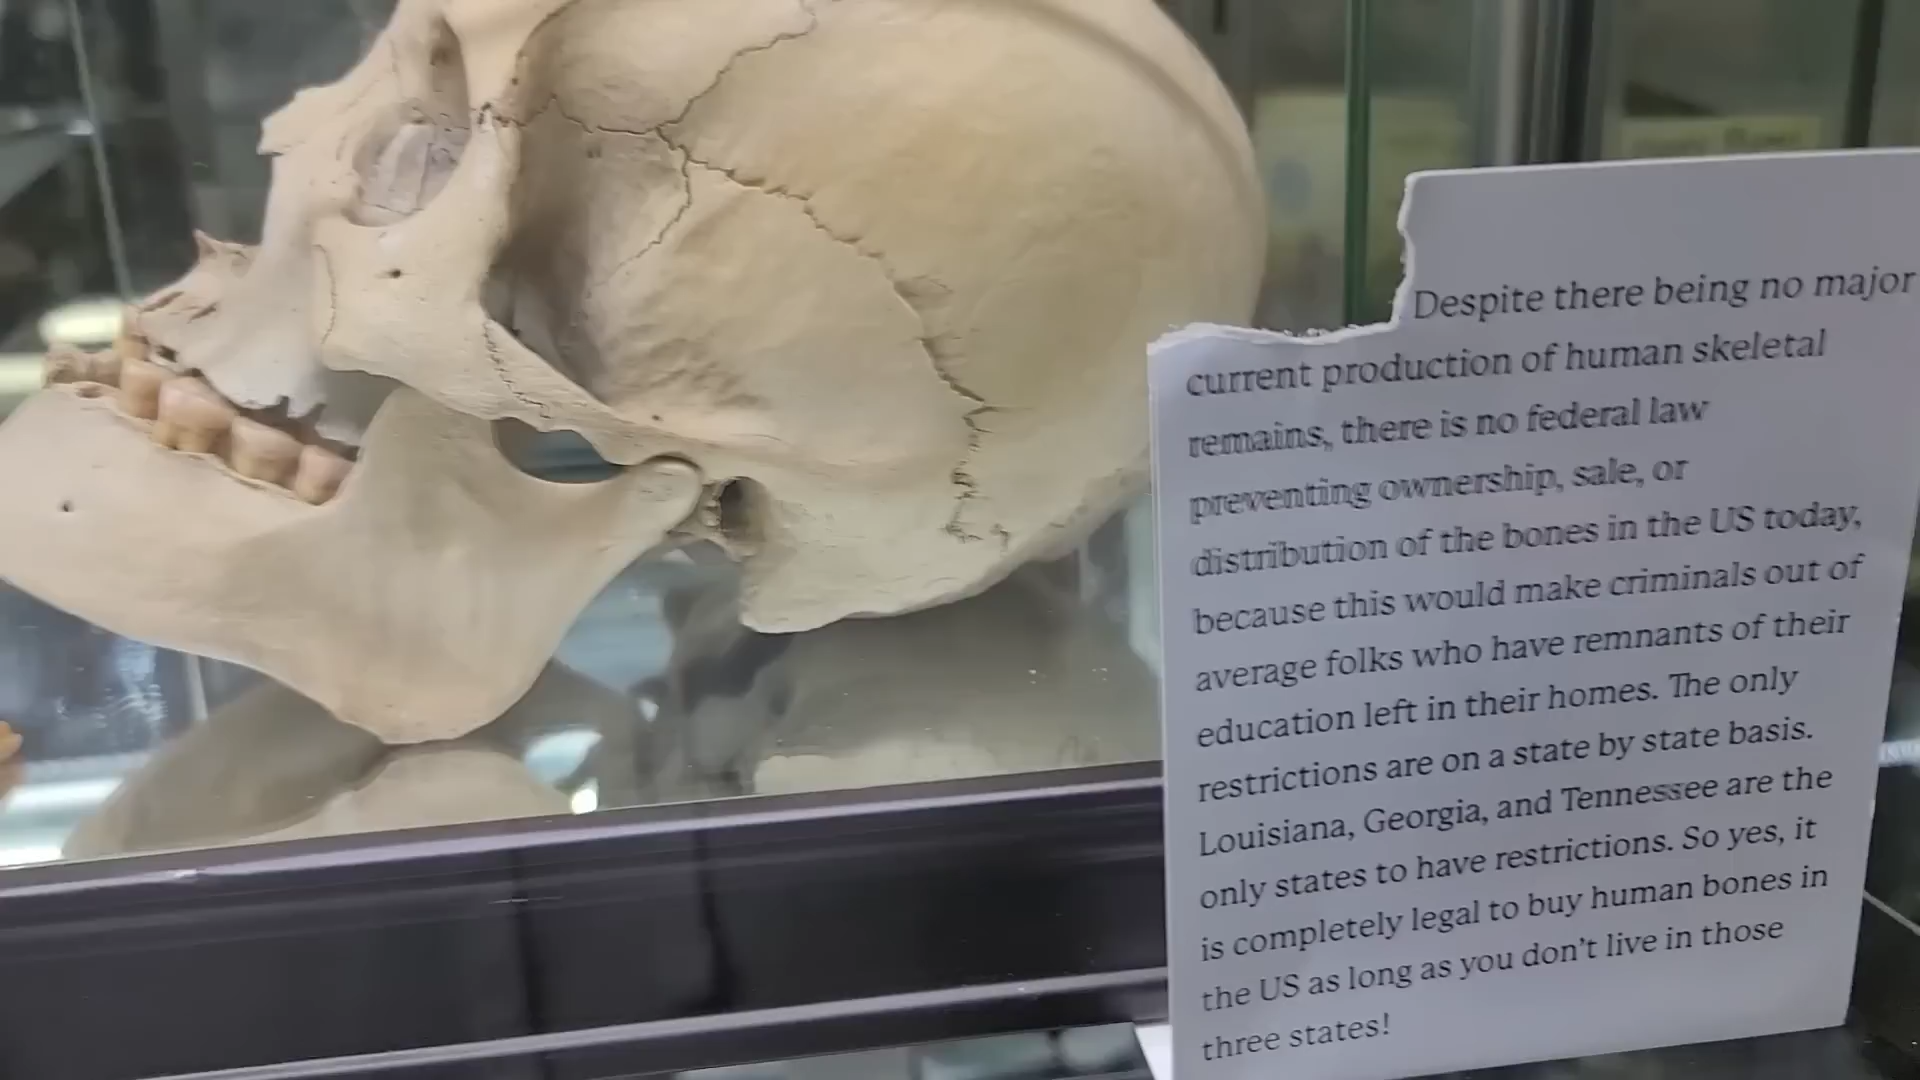 Despite there being no major
current production of human skeletal
remains, there is no federal law
preventing ownership, sale, or
distribution of the bones in the US today,
because this would make criminals out of
average folks who have remnants of their
education left in their homes. The only
restrictions are on a state by state basis.
Louisiana, Georgia, and Tennessee are the
only states to have restrictions. So yes, it
is completely legal to buy human bones in
the US as long as you don't live in those
three states!